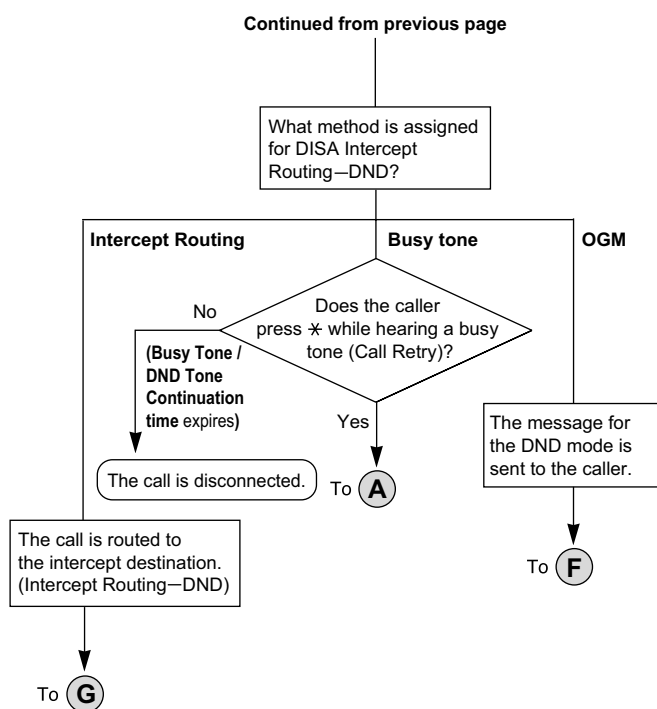 Continued from previous page
What method is assigned
for DISA Intercept
Routing—DND?
Intercept Routing
Busy tone
OGM
No
Does the caller
press ✳ while hearing a busy
tone (Call Retry)?
(Busy Tone /
DND Tone
Continuation
time expires)
Yes
The message for
the DND mode is
sent to the caller.
The call is disconnected.
To A
The call is routed to
the intercept destination.
(Intercept Routing—DND)
To F
To G